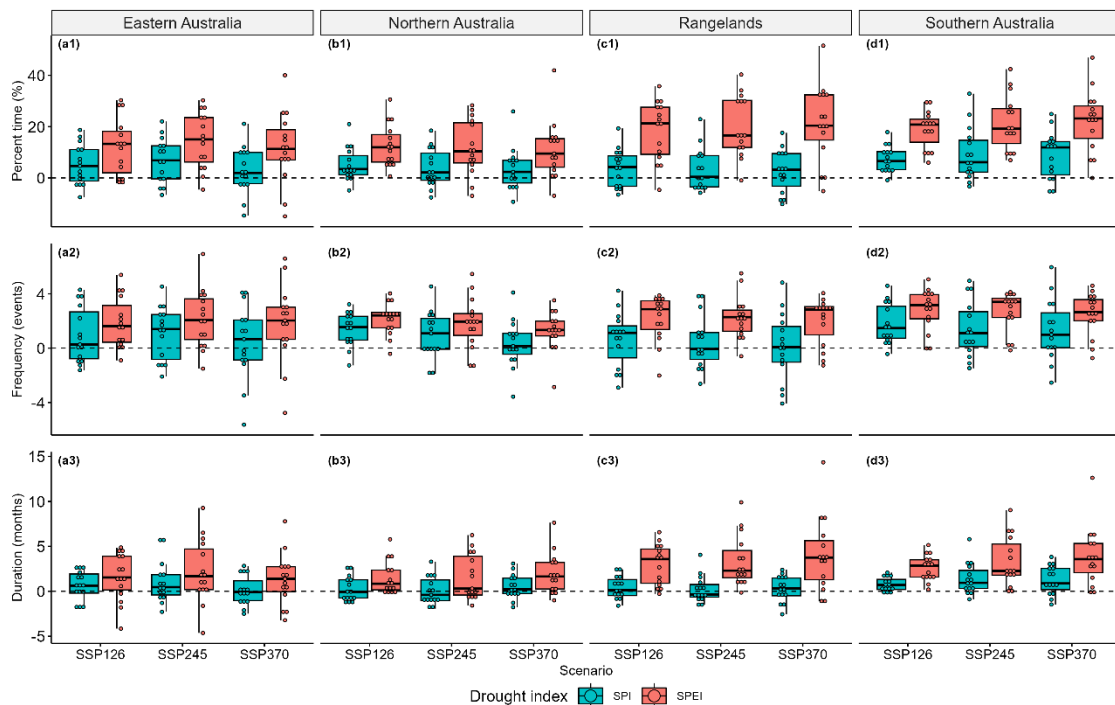 Eastern Australia Northern Australia Rangelands Southern Australia
(a1) (b1) (c1) (d1)
Percent time (%)
40
20
0
(a2) (b2) (c2) (d2)
Frequency (events)
4
0
-4
(a3) (b3) (c3) (d3)
Duration (months)
15
10
5
0
-5
SSP126 SSP245 SSP370 SSP126 SSP245 SSP370 SSP126 SSP245 SSP370 SSP126 SSP245 SSP370
Scenario
Drought index SPI SPEI